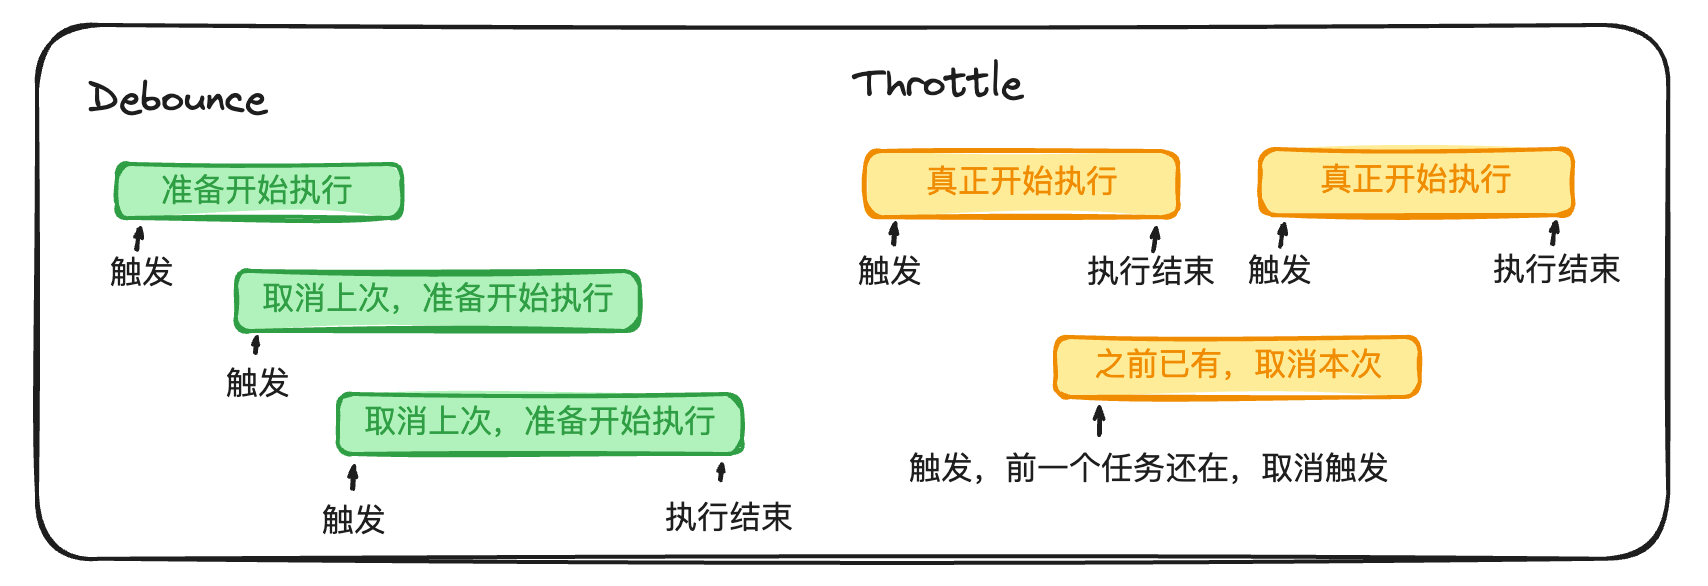 Debounce
准备开始执行
触发
取消上次，准备开始执行
触发
取消上次，准备开始执行
触发
执行结束
Throttle
真正开始执行
真正开始执行
触发
执行结束
触发
执行结束
之前已有，取消本次
触发，前一个任务还在，取消触发